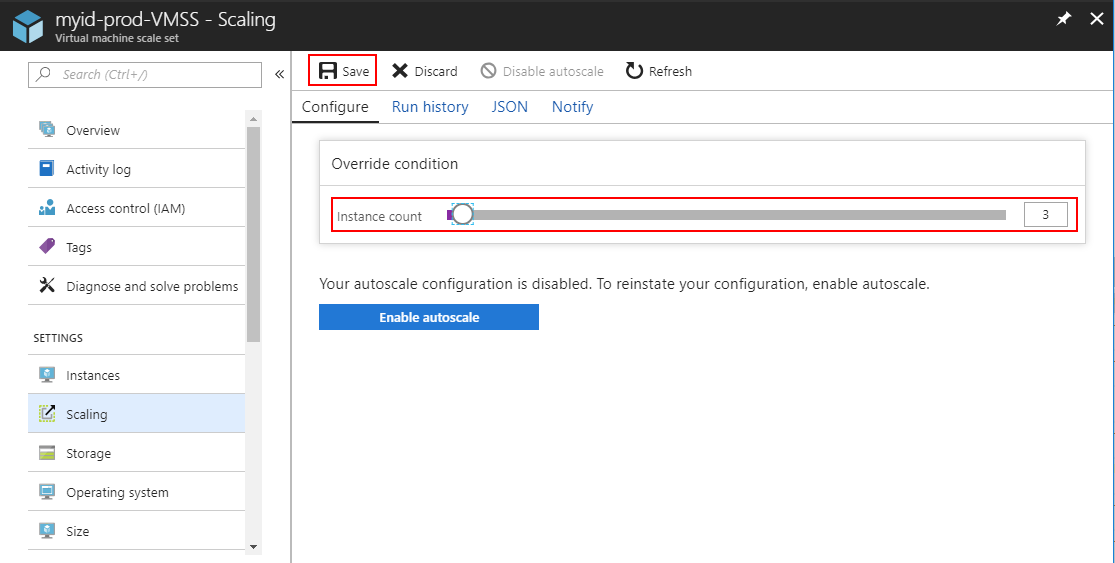 myid-prod-VMSS - Scaling
Virtual machine scale set
Search (Ctrl+/)
«
Overview
Activity log
Access control (IAM)
Tags
Diagnose and solve problems
SETTINGS
Instances
Scaling
Storage
Operating system
Size
Save Discard Disable autoscale Refresh
Configure Run history JSON Notify
Override condition
Instance count 3
Your autoscale configuration is disabled. To reinstate your configuration, enable autoscale.
Enable autoscale